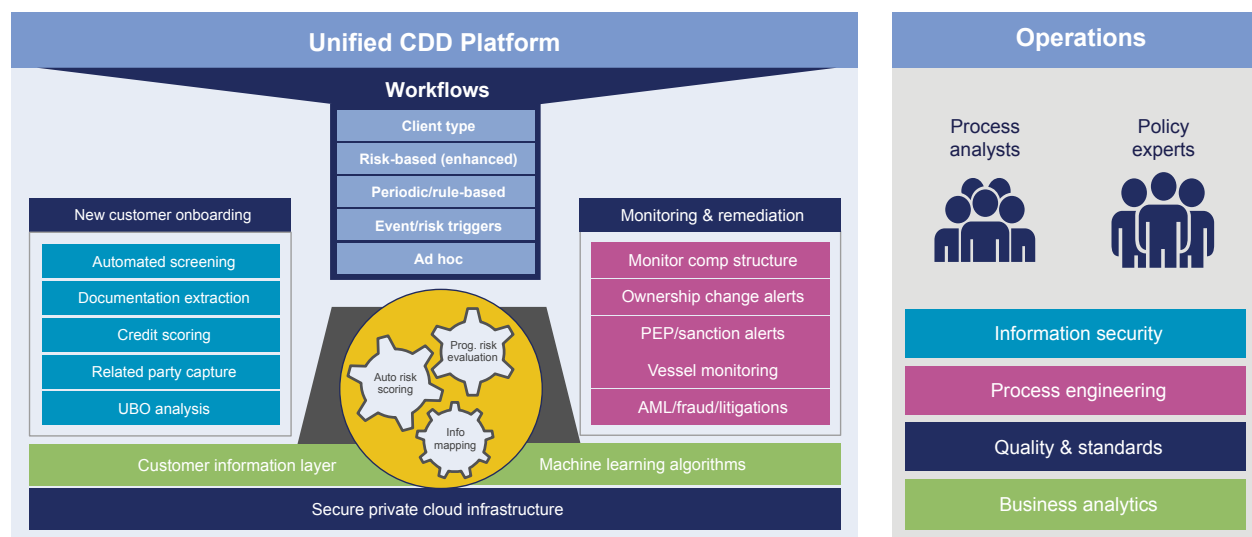 Unified CDD Platform
Workflows
Client type
Risk-based (enhanced)
Periodic/rule-based
Event/risk triggers
Ad hoc
New customer onboarding
Automated screening
Documentation extraction
Credit scoring
Related party capture
UBO analysis
Prog. risk
evaluation
Auto risk
scoring
Info
mapping
Monitoring & remediation
Monitor comp structure
Ownership change alerts
PEP/sanction alerts
Vessel monitoring
AML/fraud/litigations
Customer information layer
Machine learning algorithms
Secure private cloud infrastructure
Operations
Process
analysts
Policy
experts
Information security
Process engineering
Quality & standards
Business analytics